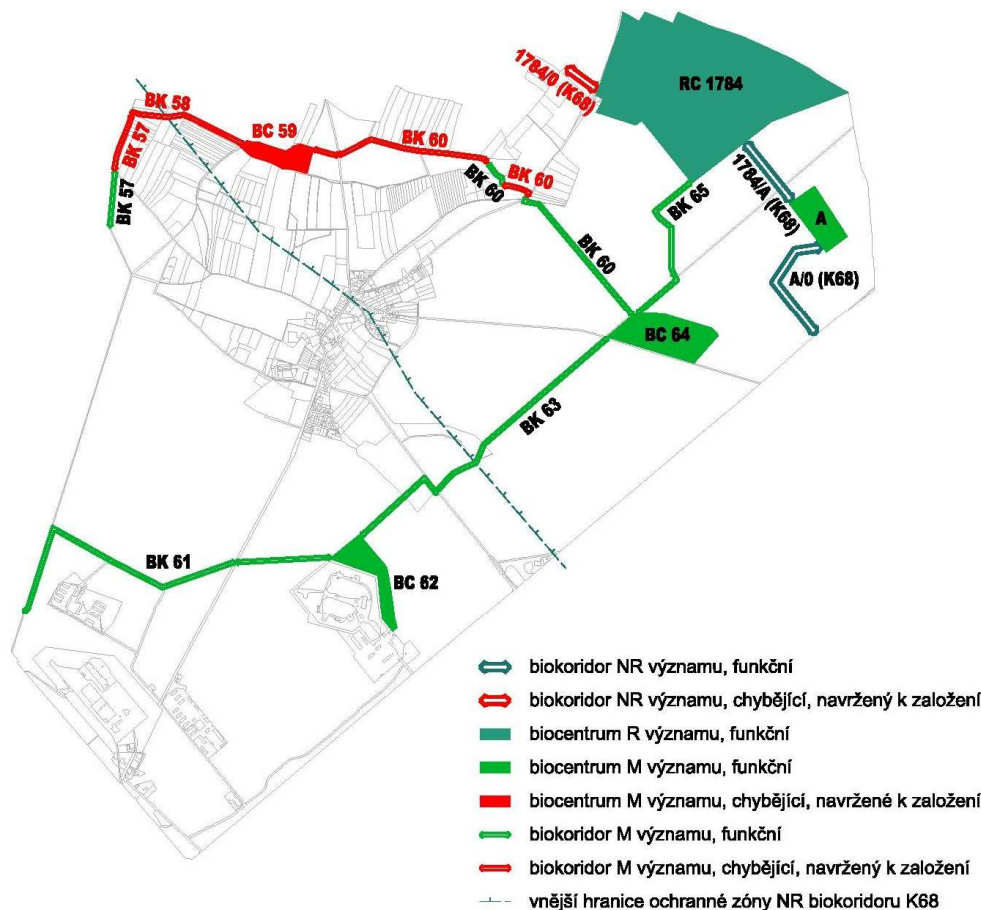 1784/0 (K68)
RC 1784
BK 58
BC 59
BK 57
BK 60
BK 60
BK 60
BK 57
BK 65
1784/A (K68)
A
BK 60
A/0 (K68)
BC 64
BK 63
BK 61
BC 62
biokoridor NR významu, funkční
biokoridor NR významu, chybějící, navržený k založení
biocentrum R významu, funkční
biocentrum M významu, funkční
biocentrum M významu, chybějící, navržené k založení
biokoridor M významu, funkční
biokoridor M významu, chybějící, navržený k založení
vnější hranice ochranné zóny NR biokoridoru K68